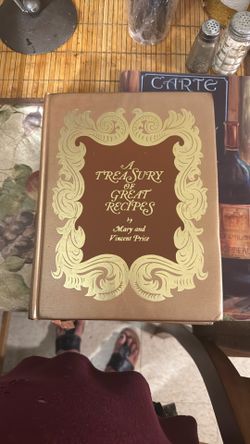 CARTE
A
TREASURY
OF
GREAT
RECIPES
by
Mary and
Vincent Price